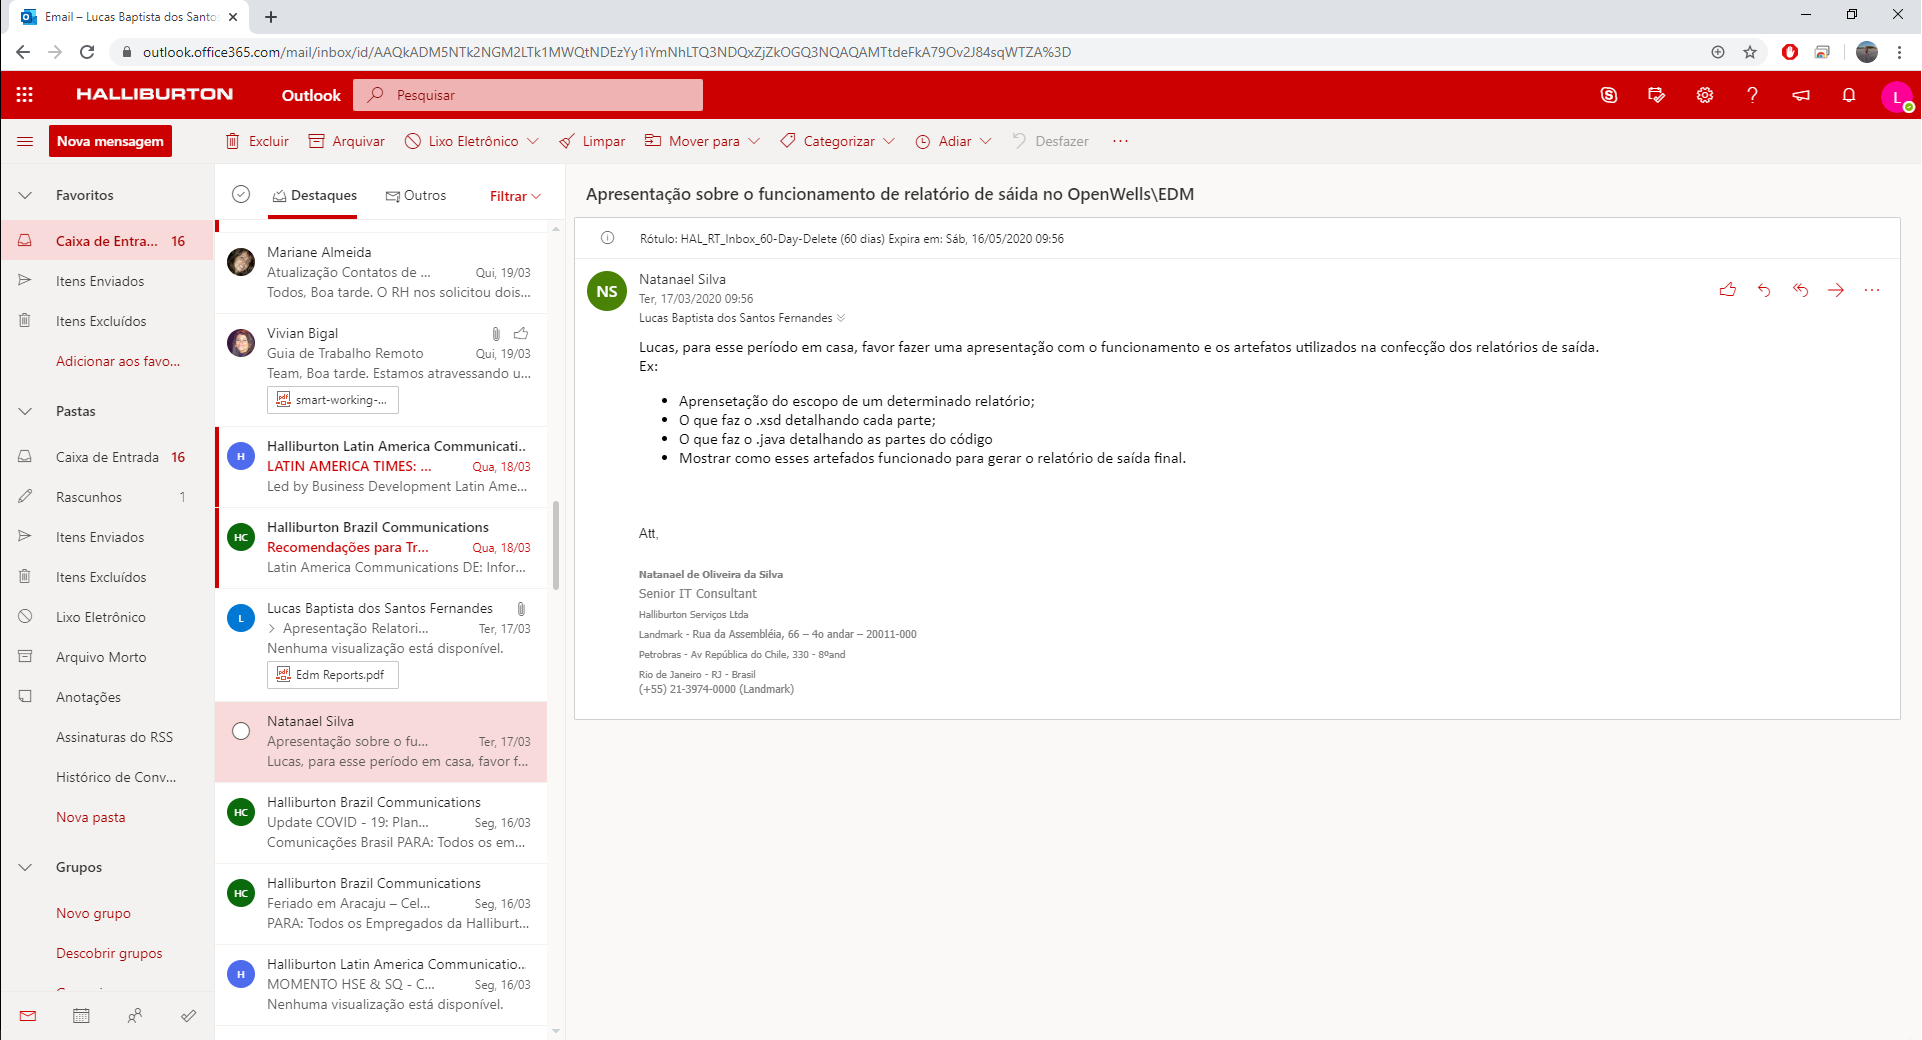 Email – Lucas Baptista dos Santos
outlook.office365.com/mail/inbox/id/AAQkADM5NTk2NGM2LTk1MWQtNDEzYy1iYmNhLTQ3NDQxZjZkOGQ3NQAQAMTtdeFkA79Ov2J84sqWTZA%3D
HALLIBURTON
Outlook
Pesquisar
L
Nova mensagem
Excluir
Arquivar
Lixo Eletrônico
Limpar
Mover para
Categorizar
Adiar
Desfazer
Favoritos
Caixa de Entra... 16
Itens Enviados
Itens Excluídos
Adicionar aos favo...
Pastas
Caixa de Entrada 16
Rascunhos 1
Itens Enviados
Itens Excluídos
Lixo Eletrônico
Arquivo Morto
Anotações
Assinaturas do RSS
Histórico de Conv...
Nova pasta
Grupos
Novo grupo
Descobrir grupos
Destaques
Outros
Filtrar
Mariane Almeida
Atualização Contatos de ... Qui, 19/03
Todos, Boa tarde. O RH nos solicitou dois...
Vivian Bigal
Guia de Trabalho Remoto Qui, 19/03
Team, Boa tarde. Estamos atravessando u...
smart-working-...
H
Halliburton Latin America Communicati..
LATIN AMERICA TIMES: ... Qua, 18/03
Led by Business Development Latin Ame...
HC
Halliburton Brazil Communications
Recomendações para Tr... Qua, 18/03
Latin America Communications DE: Infor...
L
Lucas Baptista dos Santos Fernandes
Apresentação Relatori... Ter, 17/03
Nenhuma visualização está disponível.
Edm Reports.pdf
Natanael Silva
Apresentação sobre o fu... Ter, 17/03
Lucas, para esse período em casa, favor f...
HC
Halliburton Brazil Communications
Update COVID - 19: Plan... Seg, 16/03
Comunicações Brasil PARA: Todos os em...
HC
Halliburton Brazil Communications
Feriado em Aracaju – Cel... Seg, 16/03
PARA: Todos os Empregados da Halliburt...
H
Halliburton Latin America Communicatio..
MOMENTO HSE & SQ - C... Seg, 16/03
Nenhuma visualização está disponível.
Apresentação sobre o funcionamento de relatório de sáida no OpenWells\EDM
Rótulo: HAL_RT_Inbox_60-Day-Delete (60 dias) Expira em: Sáb, 16/05/2020 09:56
NS
Natanael Silva
Ter, 17/03/2020 09:56
Lucas Baptista dos Santos Fernandes
Lucas, para esse período em casa, favor fazer uma apresentação com o funcionamento e os artefatos utilizados na confecção dos relatórios de saída.
Ex:
• Aprensetação do escopo de um determinado relatório;
• O que faz o .xsd detalhando cada parte;
• O que faz o .java detalhando as partes do código
• Mostrar como esses artefados funcionado para gerar o relatório de saída final.
Att,
Natanael de Oliveira da Silva
Senior IT Consultant
Halliburton Serviços Ltda
Landmark - Rua da Assembléia, 66 – 4o andar – 20011-000
Petrobras - Av República do Chile, 330 - 8ºand
Rio de Janeiro - RJ - Brasil
(+55) 21-3974-0000 (Landmark)